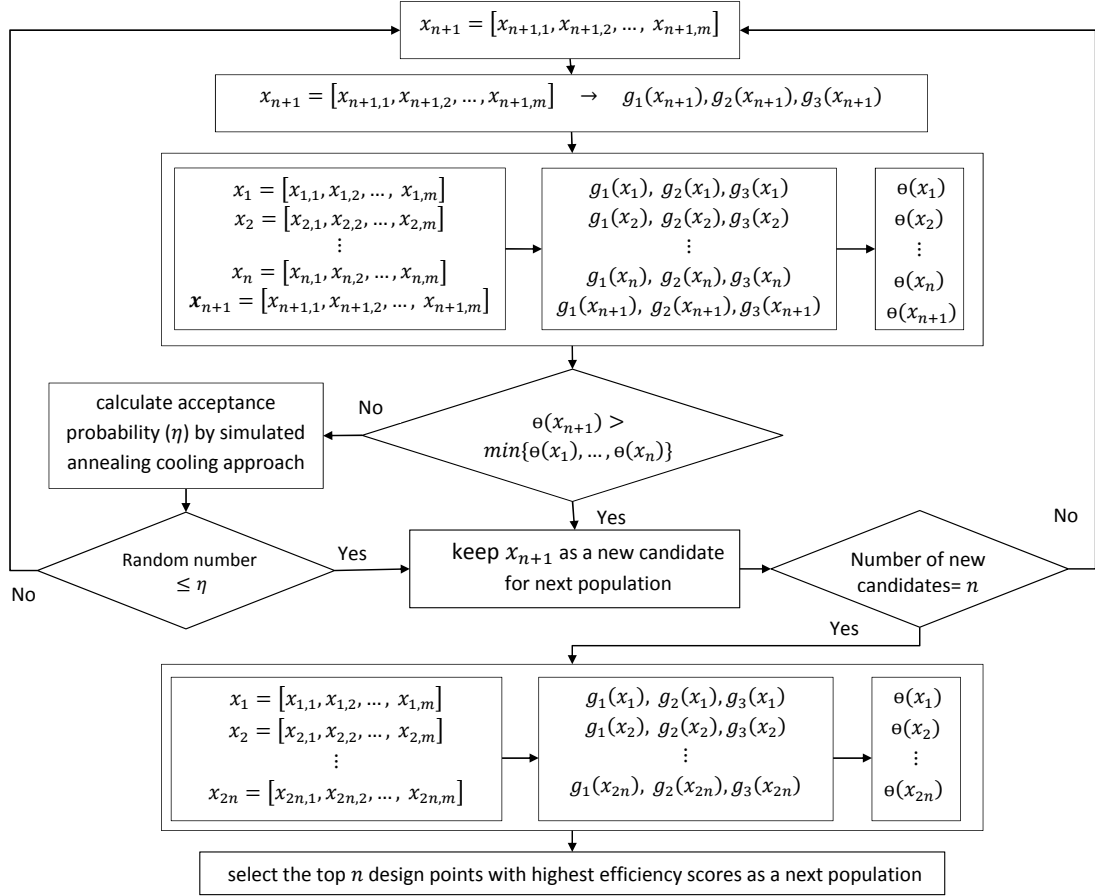 x_{n+1} = [x_{n+1,1}, x_{n+1,2}, …, x_{n+1,m}]
x_{n+1} = [x_{n+1,1}, x_{n+1,2}, …, x_{n+1,m}] → g_1(x_{n+1}), g_2(x_{n+1}), g_3(x_{n+1})
x_1 = [x_{1,1}, x_{1,2}, …, x_{1,m}]
x_2 = [x_{2,1}, x_{2,2}, …, x_{2,m}]
⋮
x_n = [x_{n,1}, x_{n,2}, …, x_{n,m}]
x_{n+1} = [x_{n+1,1}, x_{n+1,2}, …, x_{n+1,m}]
g_1(x_1), g_2(x_1), g_3(x_1)
g_1(x_2), g_2(x_2), g_3(x_2)
⋮
g_1(x_n), g_2(x_n), g_3(x_n)
g_1(x_{n+1}), g_2(x_{n+1}), g_3(x_{n+1})
ɵ(x_1)
ɵ(x_2)
⋮
ɵ(x_n)
ɵ(x_{n+1})
ɵ(x_{n+1}) >
min{ɵ(x_1), … , ɵ(x_n)}
No
calculate acceptance
probability (η) by simulated
annealing cooling approach
Yes
Random number
≤ η
No
Yes
keep x_{n+1} as a new candidate
for next population
Number of new
candidates= n
No
Yes
x_1 = [x_{1,1}, x_{1,2}, …, x_{1,m}]
x_2 = [x_{2,1}, x_{2,2}, …, x_{2,m}]
⋮
x_{2n} = [x_{2n,1}, x_{2n,2}, …, x_{2n,m}]
g_1(x_1), g_2(x_1), g_3(x_1)
g_1(x_2), g_2(x_2), g_3(x_2)
⋮
g_1(x_{2n}), g_2(x_{2n}), g_3(x_{2n})
ɵ(x_1)
ɵ(x_2)
⋮
ɵ(x_{2n})
select the top n design points with highest efficiency scores as a next population